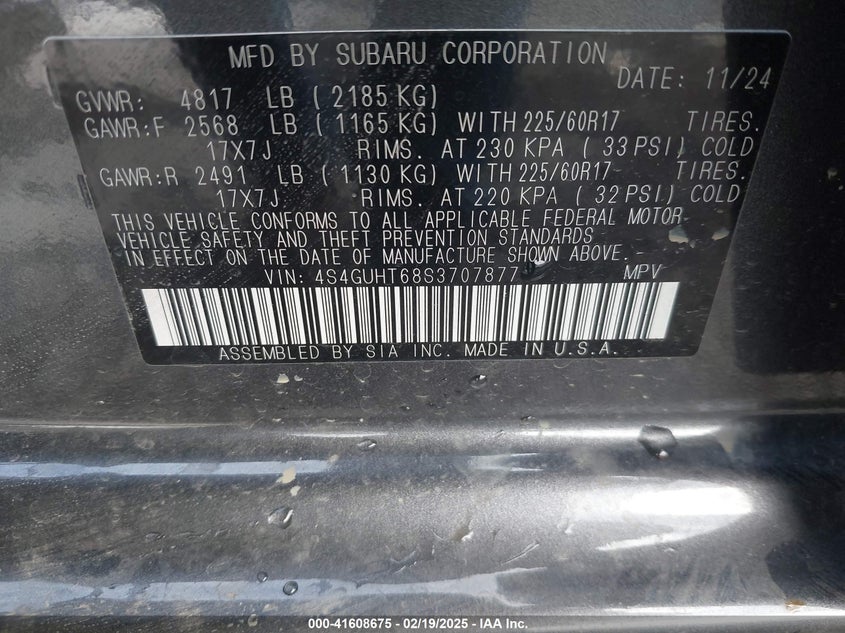 MFD BY SUBARU CORPORATION
DATE: 11/24
GVWR: 4817 LB ( 2185 KG)
GAWR:F 2568 LB ( 1165 KG) WITH 225/60R17 TIRES.
17X7J RIMS. AT 230 KPA ( 33 PSI) COLD
GAWR:R 2491 LB ( 1130 KG) WITH 225/60R17 TIRES.
17X7J RIMS. AT 220 KPA ( 32 PSI) COLD
THIS VEHICLE CONFORMS TO ALL APPLICABLE FEDERAL MOTOR
VEHICLE SAFETY AND THEFT PREVENTION STANDARDS
IN EFFECT ON THE DATE OF MANUFACTURE SHOWN ABOVE.
VIN: 4S4GUHT68S3707877 MPV
ASSEMBLED BY SIA INC. MADE IN U.S.A.
000-41608675 - 02/19/2025 - IAA Inc.